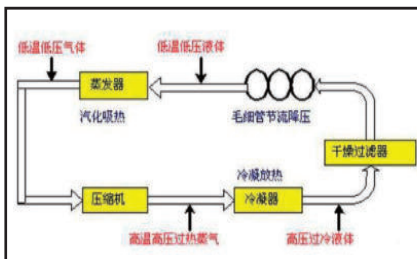 低温低压气体
低温低压液体
蒸发器
汽化吸热
毛细管节流降压
干燥过滤器
冷凝放热
压缩机
冷凝器
高温高压过热蒸气
高压过冷液体